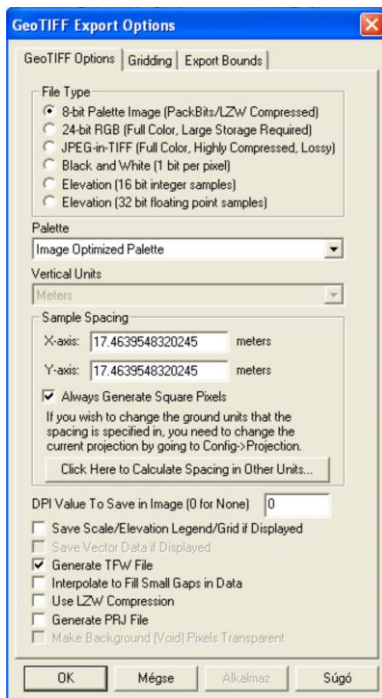 GeoTIFF Export Options
GeoTIFF Options
Gridding
Export Bounds
File Type
8-bit Palette Image (PackBits/LZW Compressed)
24-bit RGB (Full Color, Large Storage Required)
JPEG-in-TIFF (Full Color, Highly Compressed, Lossy)
Black and White (1 bit per pixel)
Elevation (16 bit integer samples)
Elevation (32 bit floating point samples)
Palette
Image Optimized Palette
Vertical Units
Meters
Sample Spacing
X-axis: 17.4639548320245 meters
Y-axis: 17.4639548320245 meters
Always Generate Square Pixels
If you wish to change the ground units that the
spacing is specified in, you need to change the
current projection by going to Config->Projection.
Click Here to Calculate Spacing in Other Units...
DPI Value To Save in Image (0 for None) 0
Save Scale/Elevation Legend/Grid if Displayed
Save Vector Data if Displayed
Generate TFW File
Interpolate to Fill Small Gaps in Data
Use LZW Compression
Generate PRJ File
Make Background (Void) Pixels Transparent
OK
Mégse
Alkalmaz
Súgó